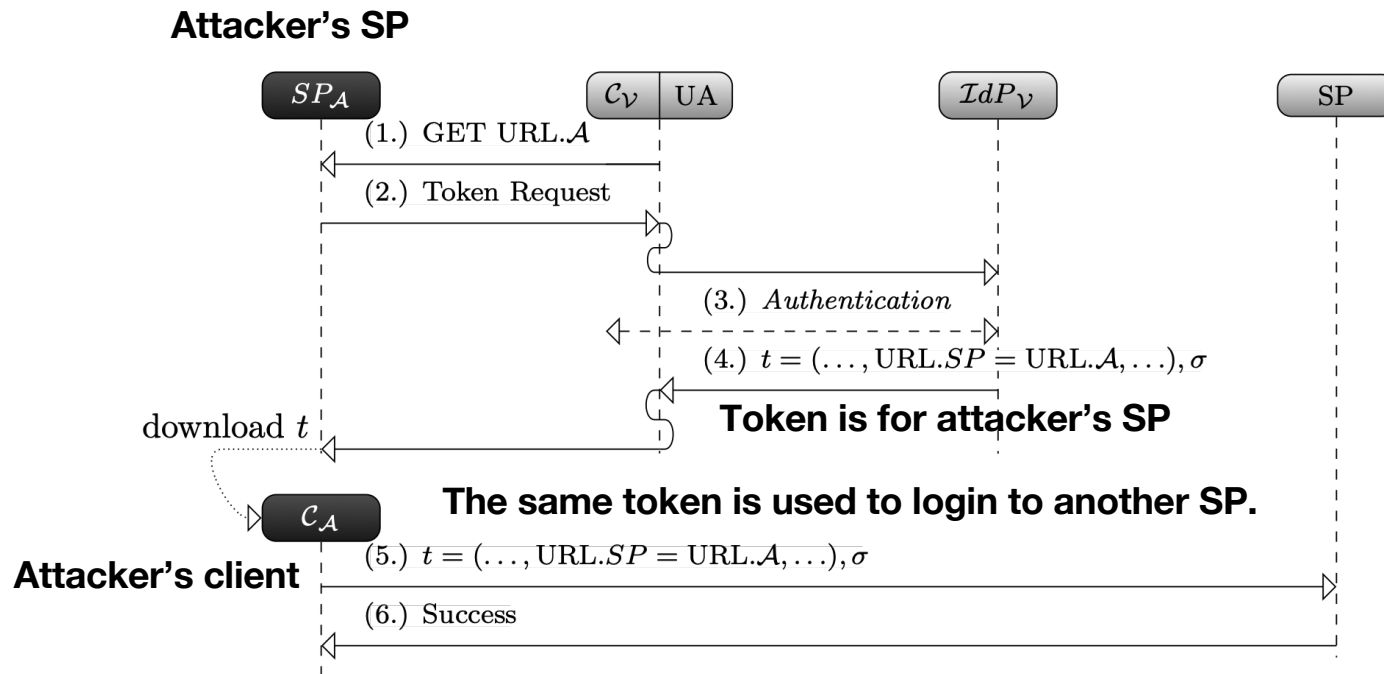 Attacker’s SP
SP𝒜
𝒞𝒱 UA
ℐdP𝒱
SP
(1.) GET URL.𝒜
(2.) Token Request
(3.) Authentication
(4.) t = (..., URL.SP = URL.𝒜, ...), σ
Token is for attacker’s SP
download t
The same token is used to login to another SP.
𝒞𝒜
Attacker’s client
(5.) t = (..., URL.SP = URL.𝒜, ...), σ
(6.) Success